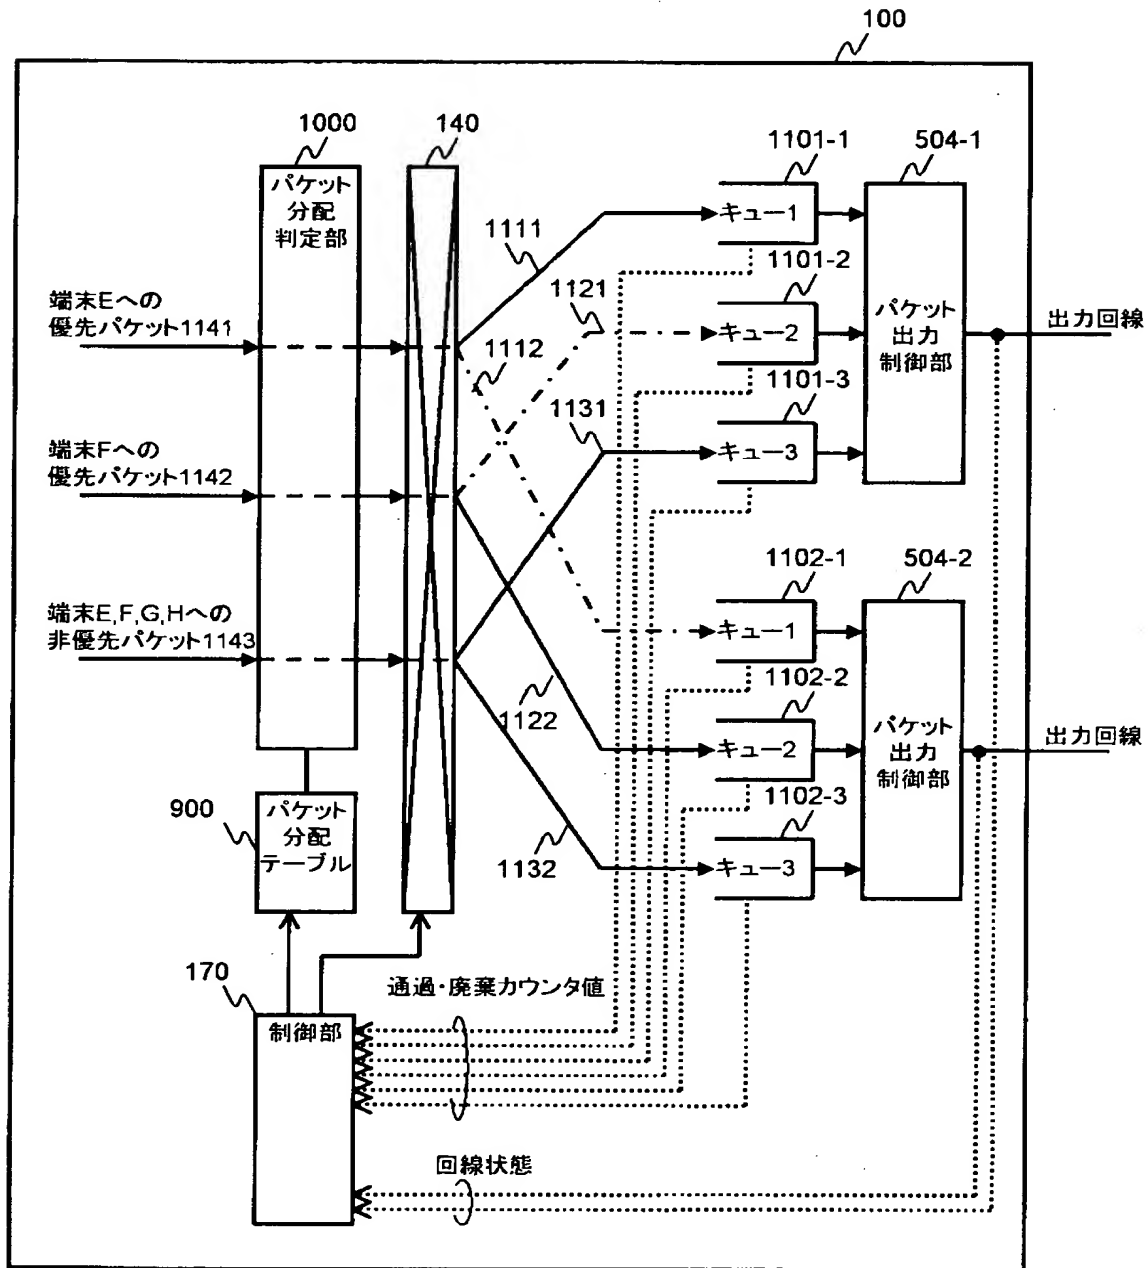 100
1000
140
1101-1
504-1
パケット
分配
判定部
キュー1
1111
1101-2
端末Eへの
優先パケット1141
1121
キュー2
パケット
出力
制御部
出力回線
1112
1101-3
1131
端末Fへの
優先パケット1142
キュー3
1102-1
504-2
端末E,F,G,Hへの
非優先パケット1143
キュー1
1102-2
1122
キュー2
パケット
出力
制御部
出力回線
900
パケット
分配
テーブル
1102-3
1132
キュー3
170
通過・廃棄カウンタ値
制御部
回線状態